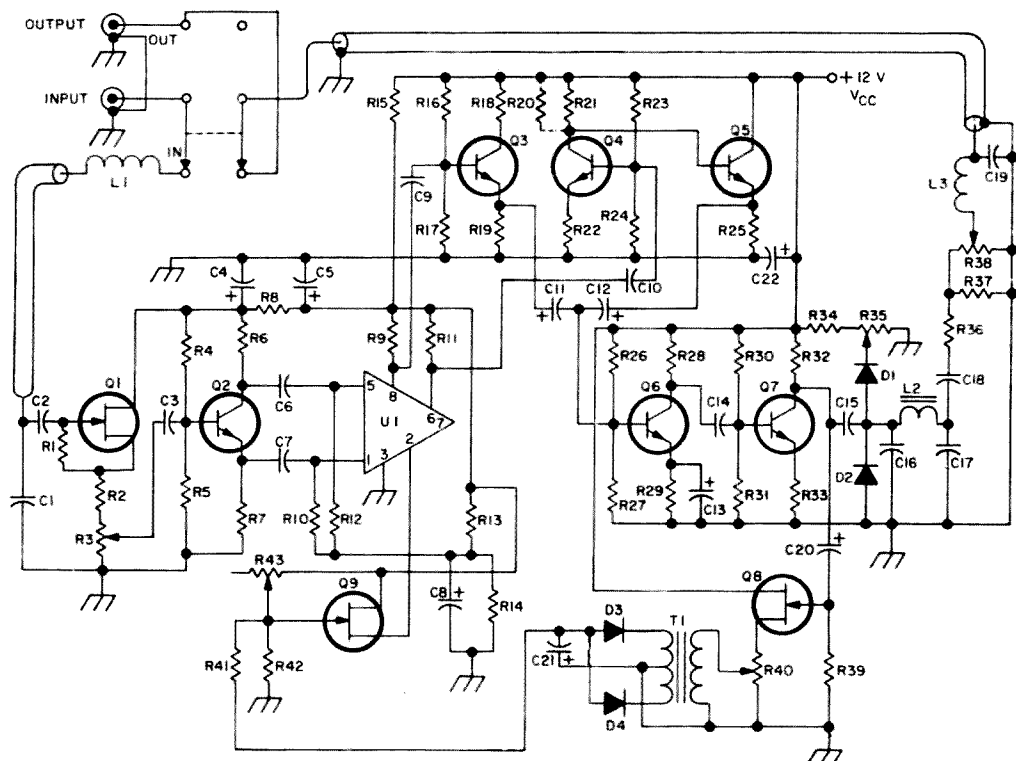 OUTPUT
OUT
INPUT
IN
L1
+12 V
VCC
R15
R16
R18
R20
R21
R23
Q3
Q4
Q5
C9
C19
L3
R17
R19
R22
R24
R25
R38
C4
C5
C22
R37
R8
C11
C12
C10
R34
R35
R36
R4
R6
R9
R11
R26
R28
R30
R32
D1
L2
C18
Q1
C2
C3
Q2
C6
5
8
U1
6
7
Q6
C14
Q7
C15
R1
C7
1
3
2
D2
C16
C17
C1
R2
R3
R5
R7
R10
R12
R13
R27
R29
C13
R31
R33
C20
R43
Q9
C8
R14
Q8
D3
T1
R41
R42
C21
R40
R39
D4
+
+
+
+
+
+
+
+
+